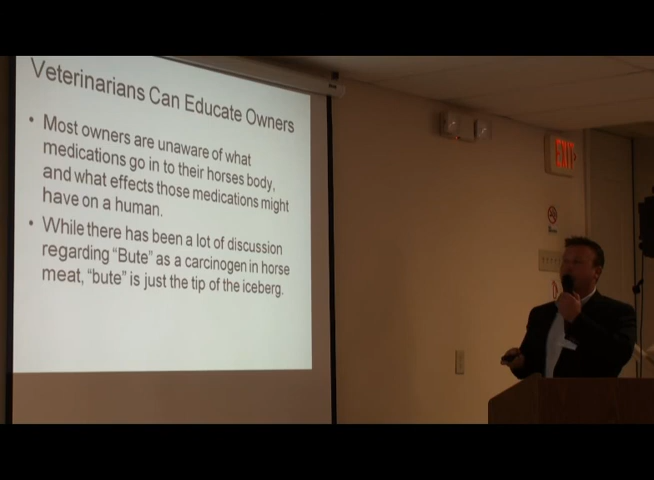 Veterinarians Can Educate Owners
• Most owners are unaware of what
medications go in to their horses body,
and what effects those medications might
have on a human.
• While there has been a lot of discussion
regarding "Bute" as a carcinogen in horse
meat, "bute" is just the tip of the iceberg.
EXIT